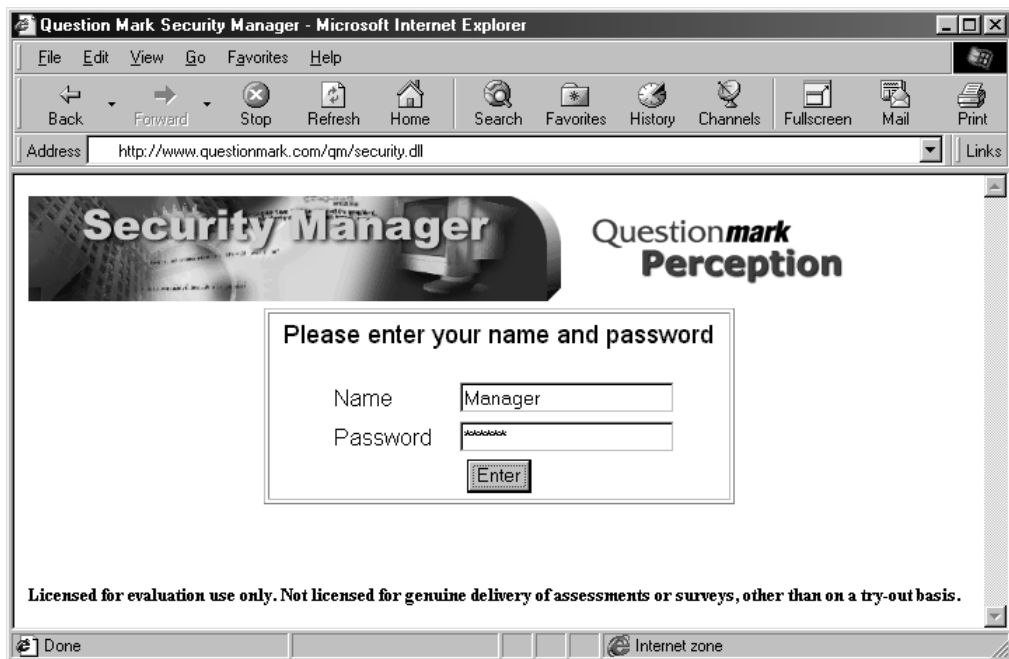 Question Mark Security Manager - Microsoft Internet Explorer
File Edit View Go Favorites Help
Back Forward Stop Refresh Home Search Favorites History Channels Fullscreen Mail Print
Address http://www.questionmark.com/qm/security.dll Links
Security Manager
Questionmark
Perception
Please enter your name and password
Name Manager
Password *******
Enter
Licensed for evaluation use only. Not licensed for genuine delivery of assessments or surveys, other than on a try-out basis.
Done Internet zone